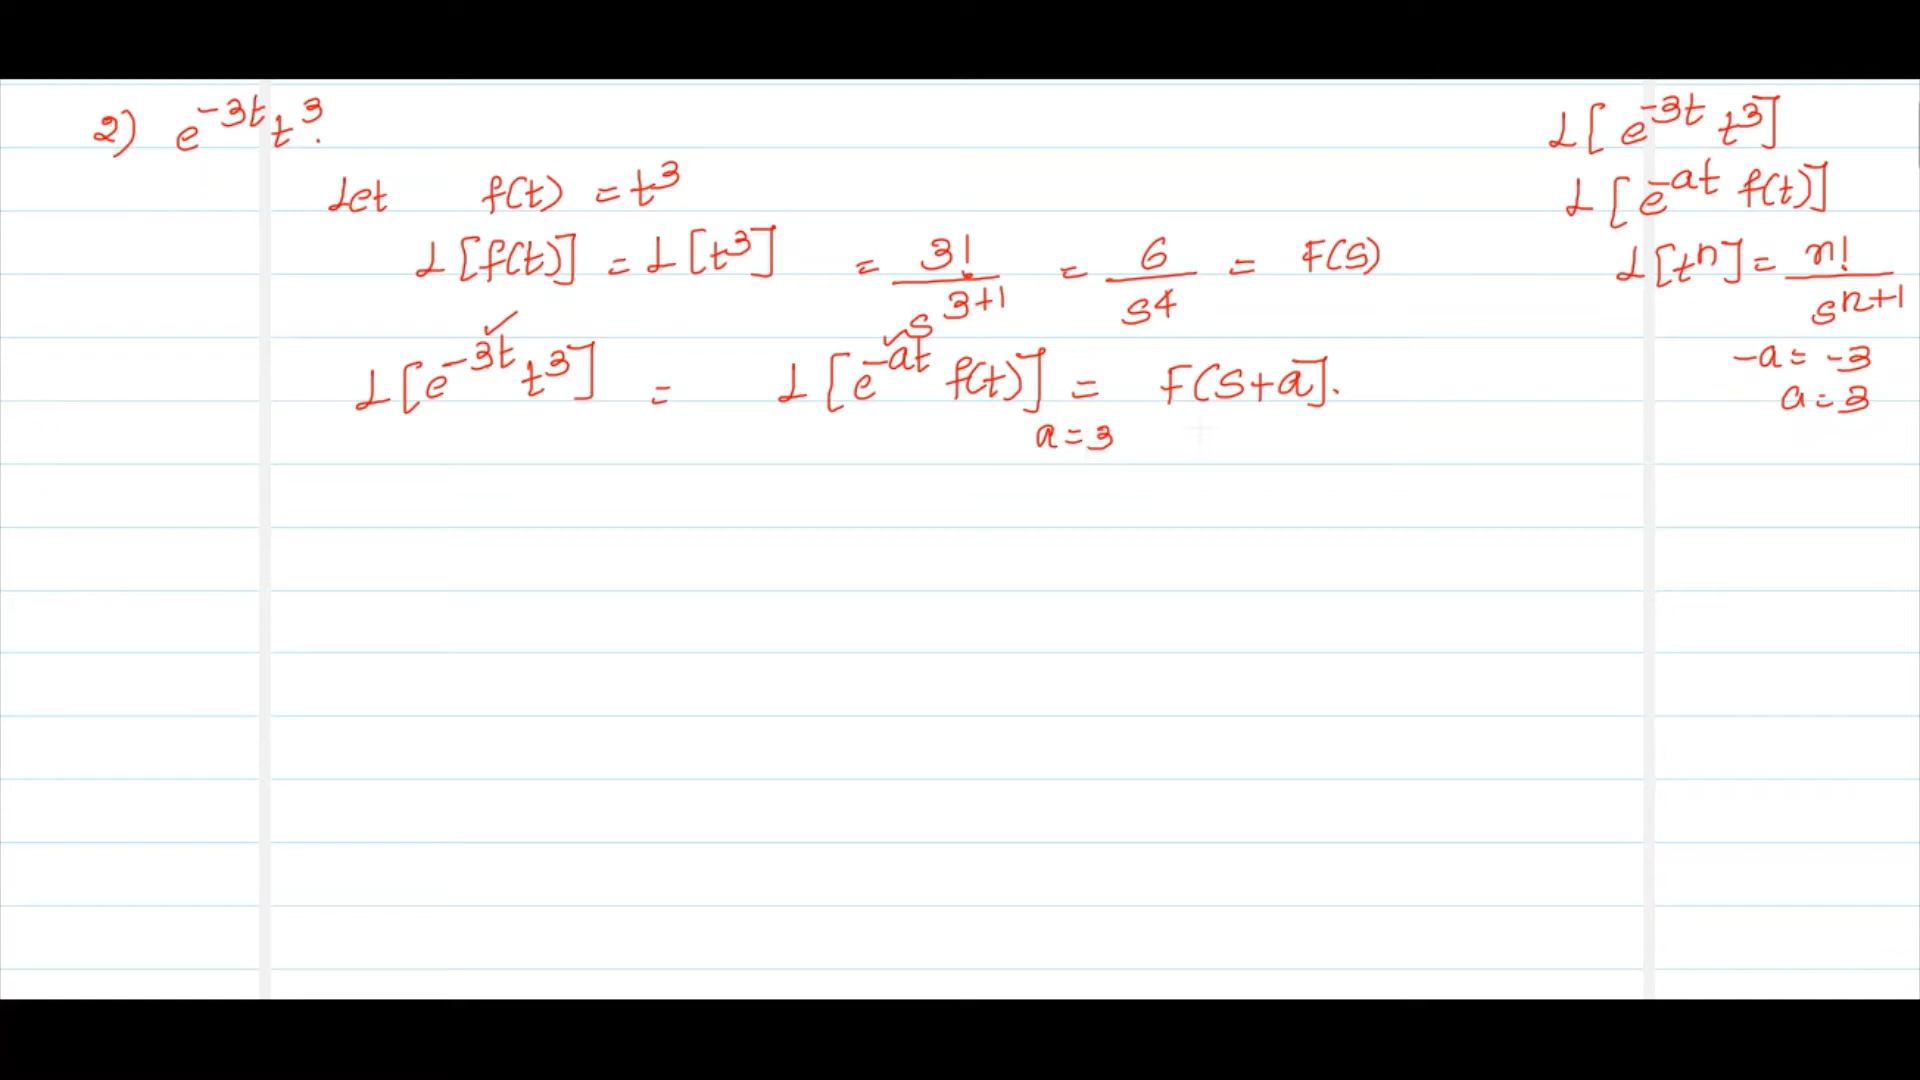 2) e^{-3t} t^3.
Let f(t) = t^3
L[f(t)] = L[t^3] = 3!/s^{3+1} = 6/s^4 = F(s)
L[e^{-3t} t^3] = L[e^{-at} f(t)] = F(s+a].
a = 3
L[e^{-3t} t^3]
L[e^{-at} f(t)]
L[t^n] = n!/s^{n+1}
-a = -3
a = 3